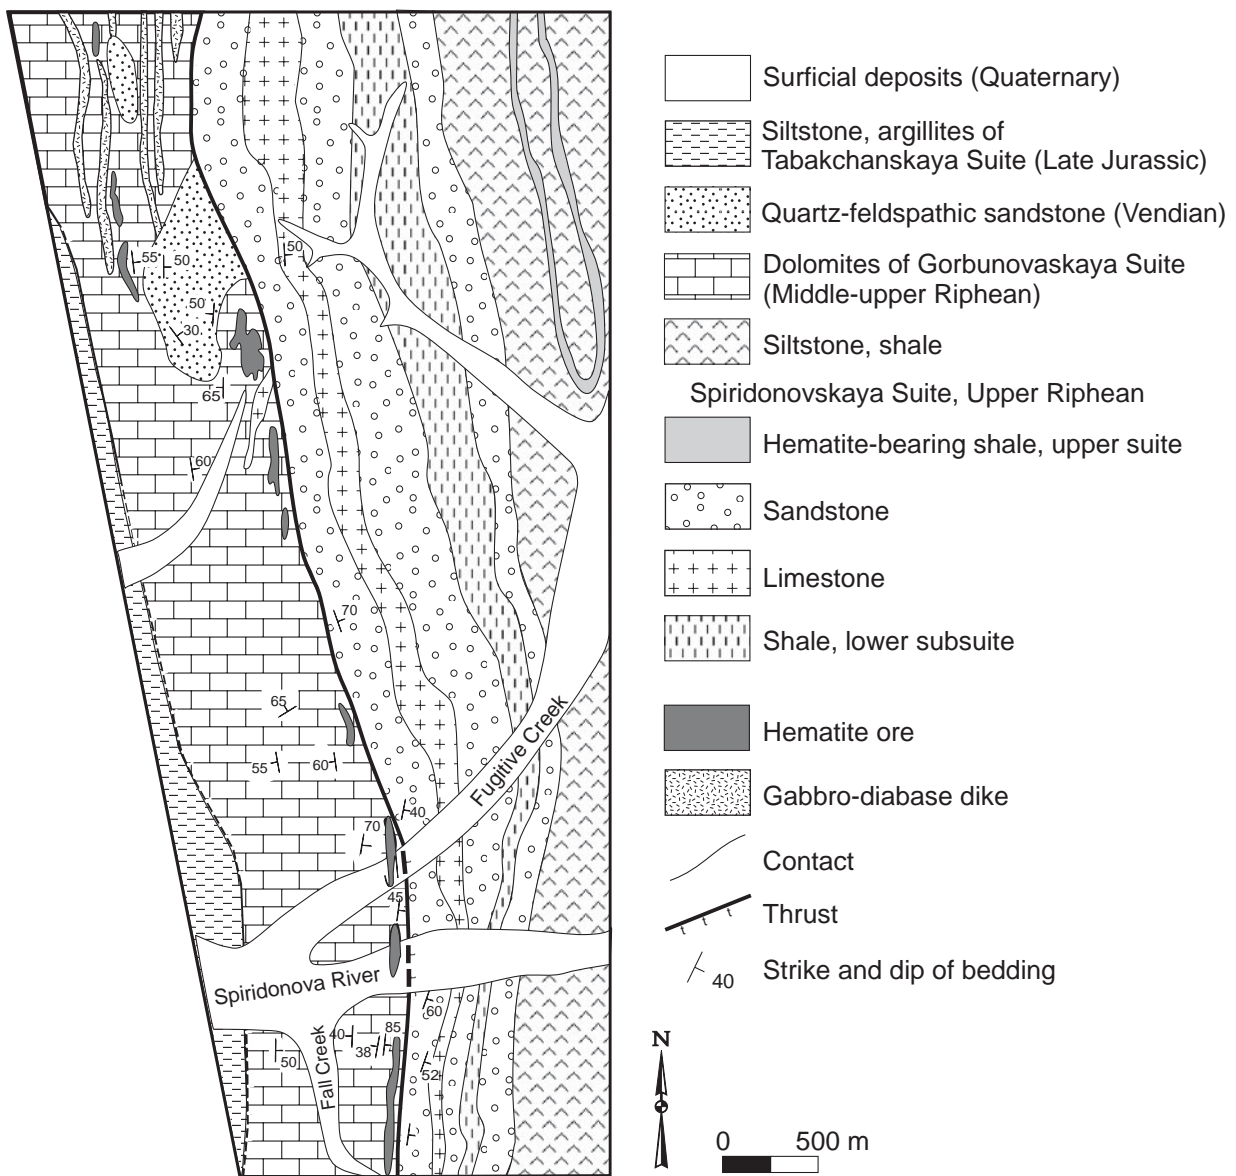 Surficial deposits (Quaternary)
Siltstone, argillites of
Tabakchanskaya Suite (Late Jurassic)
Quartz-feldspathic sandstone (Vendian)
Dolomites of Gorbunovaskaya Suite
(Middle-upper Riphean)
Siltstone, shale
Spiridonovskaya Suite, Upper Riphean
Hematite-bearing shale, upper suite
Sandstone
Limestone
Shale, lower subsuite
Hematite ore
Gabbro-diabase dike
Contact
t t t
Thrust
40
Strike and dip of bedding
N
0 500 m
50
55 50
50
30
65
60
70
65
55 60
Fugitive Creek
40
70
45
Spiridonova River
60
Fall Creek
40 38 85
50
52